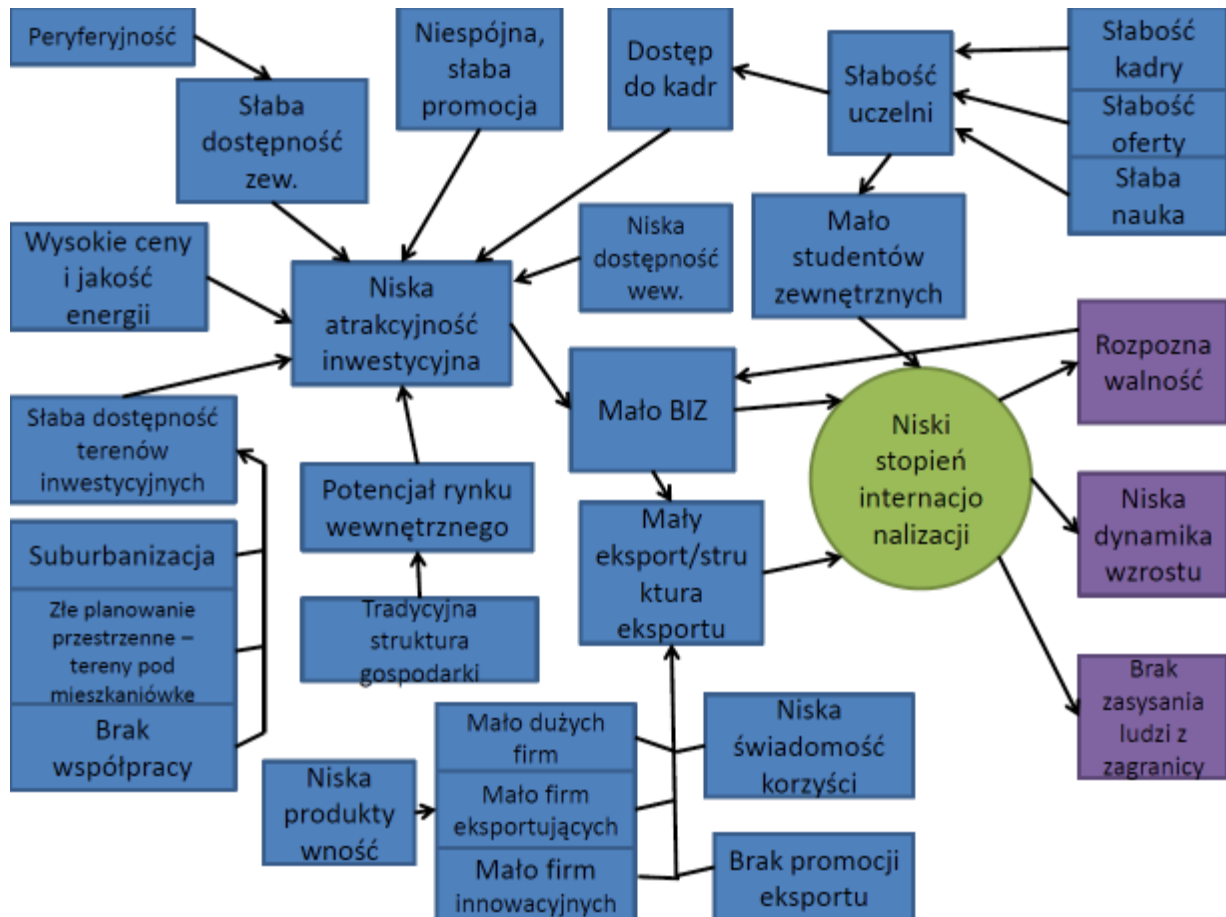 Peryferyjność
Niespójna,
słaba
promocja
Dostęp
do kadr
Słabość
uczelni
Słabość
kadry
Słabość
oferty
Słaba
nauka
Słaba
dostępność
zew.
Wysokie ceny
i jakość
energii
Niska
atrakcyjność
inwestycyjna
Niska
dostępność
wew.
Mało
studentów
zewnętrznych
Rozpozna
walność
Mało BIZ
Niski
stopień
internacjo
nalizacji
Słaba dostępność
terenów
inwestycyjnych
Potencjał rynku
wewnętrznego
Mały
eksport/stru
ktura
eksportu
Niska
dynamika
wzrostu
Suburbanizacja
Złe planowanie
przestrzenne –
tereny pod
mieszkaniówke
Brak
współpracy
Tradycyjna
struktura
gospodarki
Brak
zasysania
ludzi z
zagranicy
Niska
produkty
wność
Mało dużych
firm
Mało firm
eksportujących
Mało firm
innowacyjnych
Niska
świadomość
korzyści
Brak promocji
eksportu